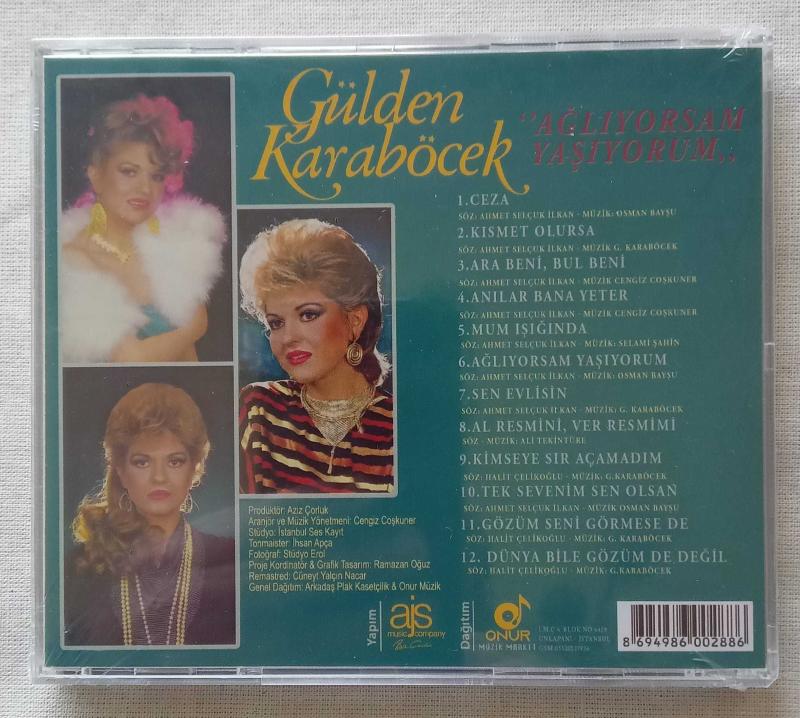 Gülden
Karaböcek
''AĞLIYORSAM
YAŞIYORUM,,
1.CEZA
SÖZ: AHMET SELÇUK İLKAN - MÜZİK: OSMAN BAYŞU
2.KISMET OLURSA
SÖZ: AHMET SELÇUK İLKAN - MÜZİK G. KARABÖCEK
3.ARA BENİ, BUL BENİ
SÖZ: AHMET SELÇUK İLKAN - MÜZİK CENGİZ COŞKUNER
4.ANILAR BANA YETER
SÖZ: AHMET SELÇUK İLKAN - MÜZİK CENGİZ COŞKUNER
5.MUM IŞIĞINDA
SÖZ: AHMET SELÇUK İLKAN - MÜZİK: SELAMİ ŞAHİN
6.AĞLIYORSAM YAŞIYORUM
SÖZ: AHMET SELÇUK İLKAN - MÜZİK: OSMAN BAYŞU
7.SEN EVLİSİN
SÖZ: AHMET SELÇUK İLKAN - MÜZİK: G. KARABÖCEK
8.AL RESMİNİ, VER RESMİMİ
SÖZ - MÜZİK: ALİ TEKİNTÜRE
9.KİMSEYE SIR AÇAMADIM
SÖZ: HALİT ÇELİKOĞLU - MÜZİK: G.KARABÖCEK
10.TEK SEVENİM SEN OLSAN
SÖZ: AHMET SELÇUK İLKAN - MÜZİK OSMAN BAYŞU
11.GÖZÜM SENİ GÖRMESE DE
SÖZ: HALİT ÇELİKOĞLU - MÜZİK: G. KARABÖCEK
12. DÜNYA BİLE GÖZÜM DE DEĞİL
SÖZ: HALİT ÇELİKOĞLU - MÜZİK: G.KARABÖCEK
Prodüktör: Aziz Çorluk
Aranjör ve Müzik Yönetmeni: Cengiz Coşkuner
Stüdyo: İstanbul Ses Kayıt
Tonmaister: İhsan Apça
Fotoğraf: Stüdyo Erol
Proje Kordinatör & Grafik Tasarım: Ramazan Oğuz
Remastred: Cüneyt Yalçın Nacar
Genel Dağıtım: Arkadaş Plak Kasetçilik & Onur Müzik
Yapım
ajs
music company
Dağıtım
ONUR
MÜZİK MARKET
İ.M.Ç 6. BLOK NO 6428
UNKAPANI - İSTANBUL
8 694986 002886